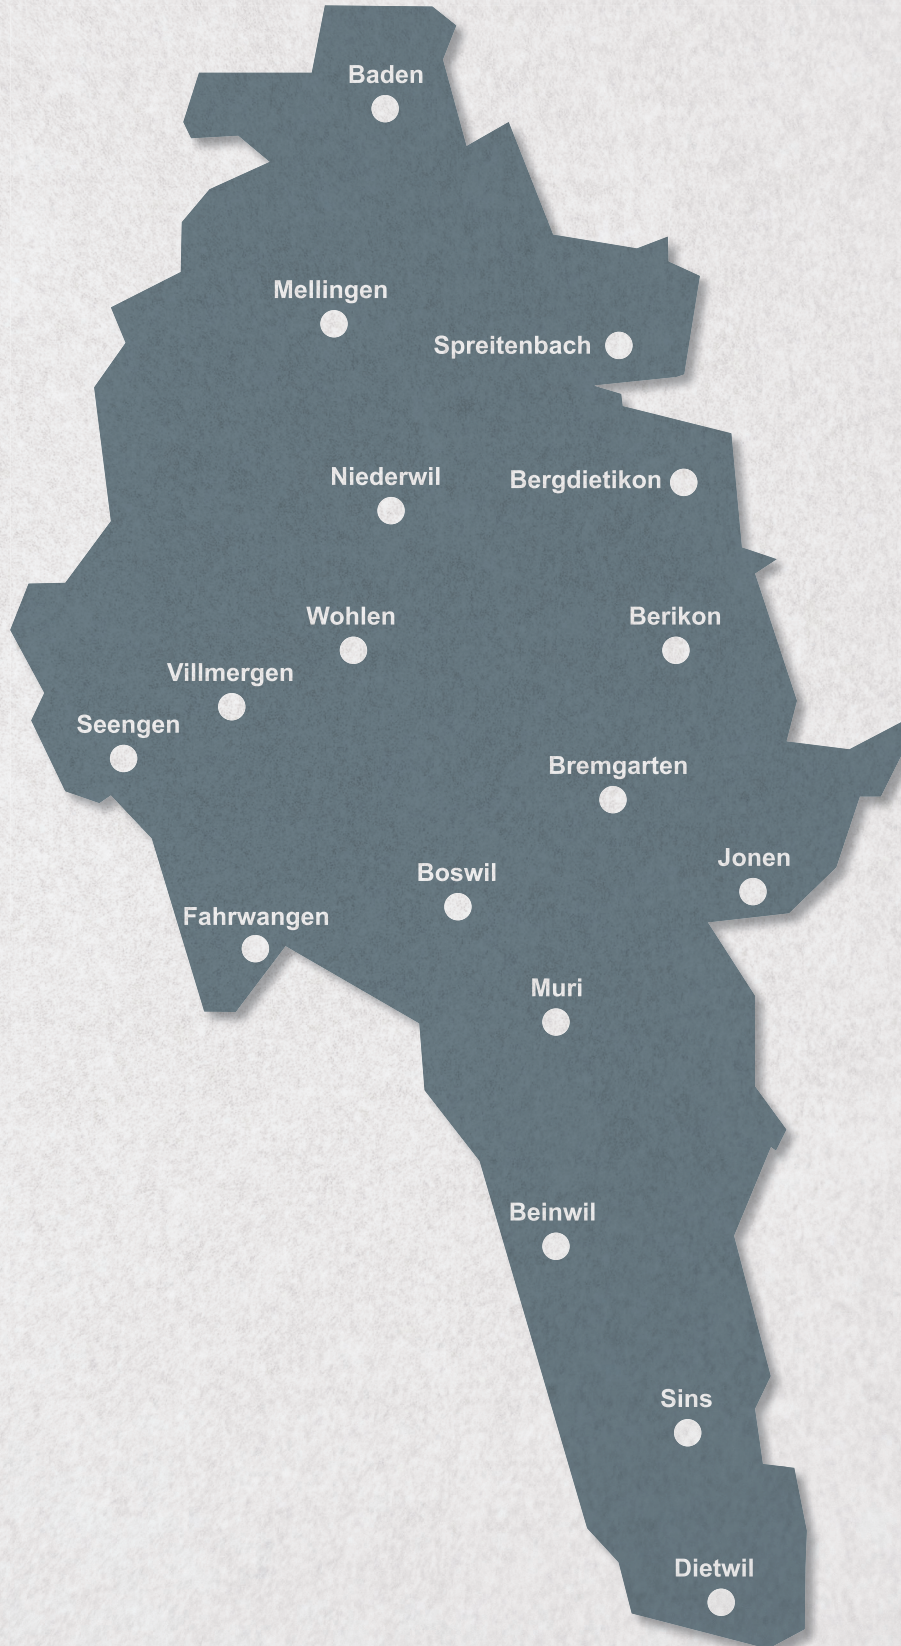 Baden
Mellingen
Spreitenbach
Niederwil
Bergdietikon
Wohlen
Berikon
Villmergen
Seengen
Bremgarten
Jonen
Boswil
Fahrwangen
Muri
Beinwil
Sins
Dietwil